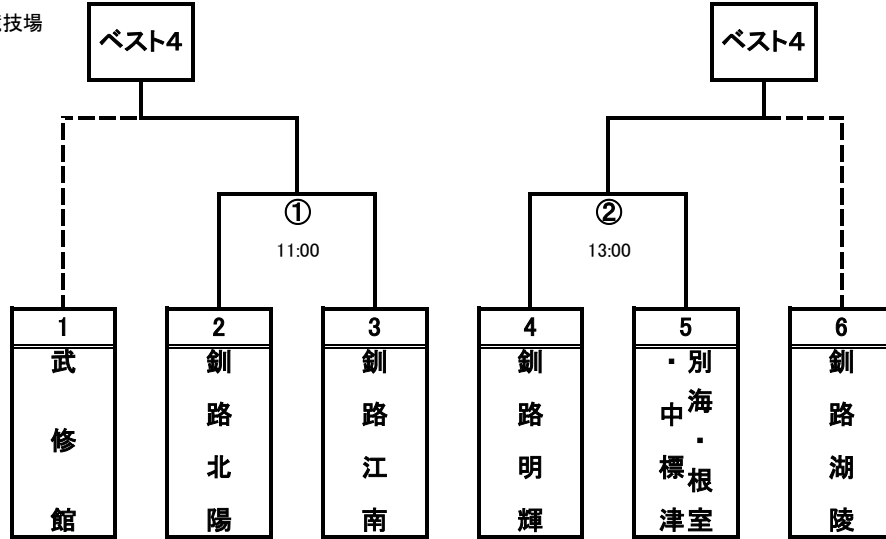 技場
ベスト4
ベスト4
①
11:00
②
13:00
1
武修館
2
釧路北陽
3
釧路江南
4
釧路明輝
5
別海・根室
・中標津
6
釧路湖陵